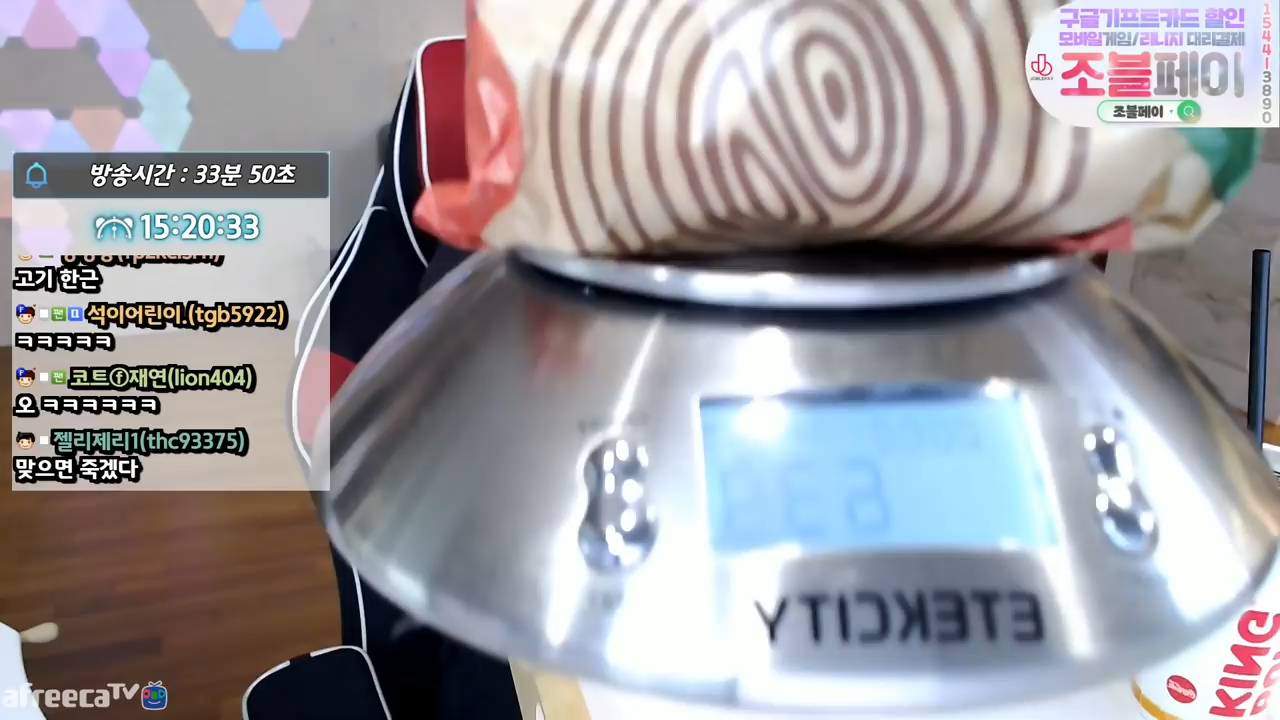 구글기프트카드 할인
모바일게임/리니지 대리결제
조블페이
조블페이
1544-3890
방송시간 : 33분 50초
15:20:33
고기 한근
석이어린이.(tgb5922)
ㅋㅋㅋㅋㅋ
코트ⓕ재연(lion404)
오 ㅋㅋㅋㅋㅋㅋ
젤리제리1(thc93375)
맞으면 죽겠다
ETEKCITY
KING
afreecaTV